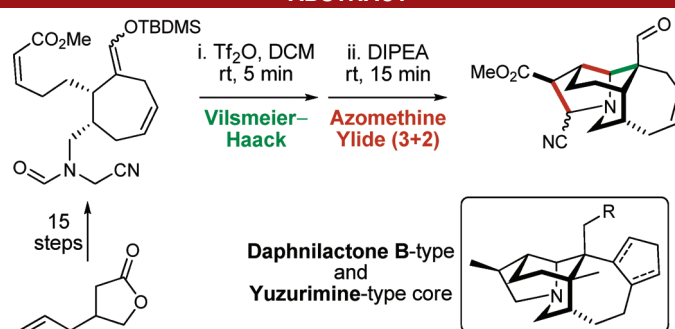 OTBDMS
CO₂Me
i. Tf₂O, DCM
rt, 5 min
ii. DIPEA
rt, 15 min
Vilsmeier–
Haack
Azomethine
Ylide (3+2)
O
MeO₂C
N
NC
O
N
CN
15
steps
O
O
Daphnilactone B-type
and
Yuzurimine-type core
R
N